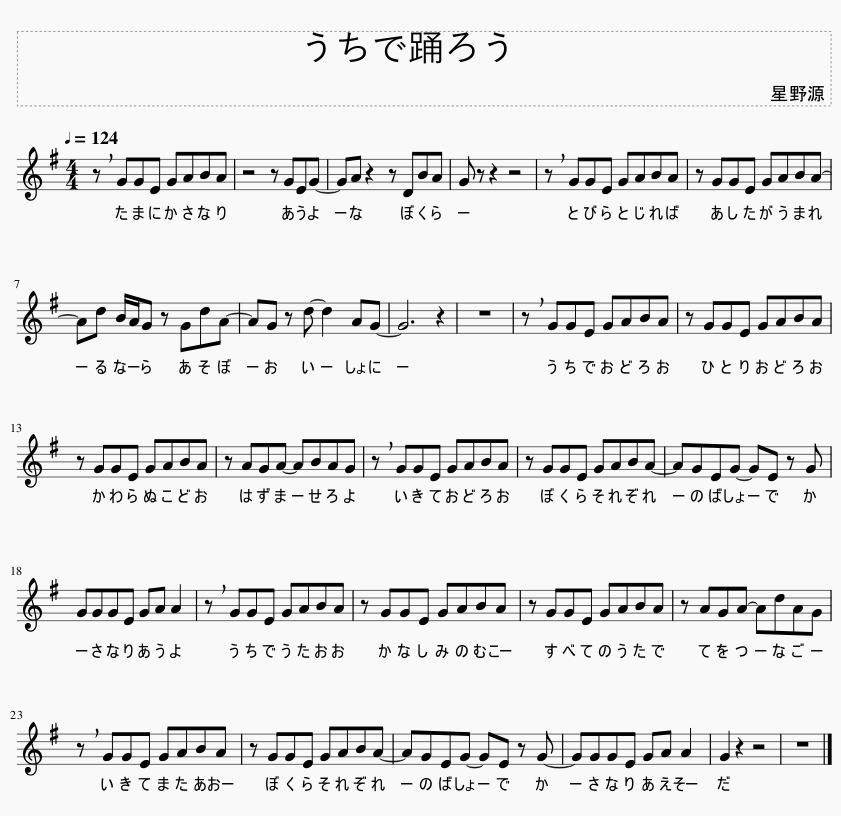 うちで踊ろう
星野源
♩= 124
4
4
たまにかさなり あうよ ーな ぼくら ー とびらとじれば あしたがうまれ
7
ーるなーら あそぼ ーお いー しょに ー うちでおどろお ひとりおどろお
13
かわらぬこどお はずまーせろよ いきておどろお ぼくらそれぞれ ーのばしょーで か
18
ーさなりあうよ うちでうたおお かなしみのむこー すべてのうたで てをつーなごー
23
いきてまたあおー ぼくらそれぞれ ーのばしょーで か ーさなりあえそー だ